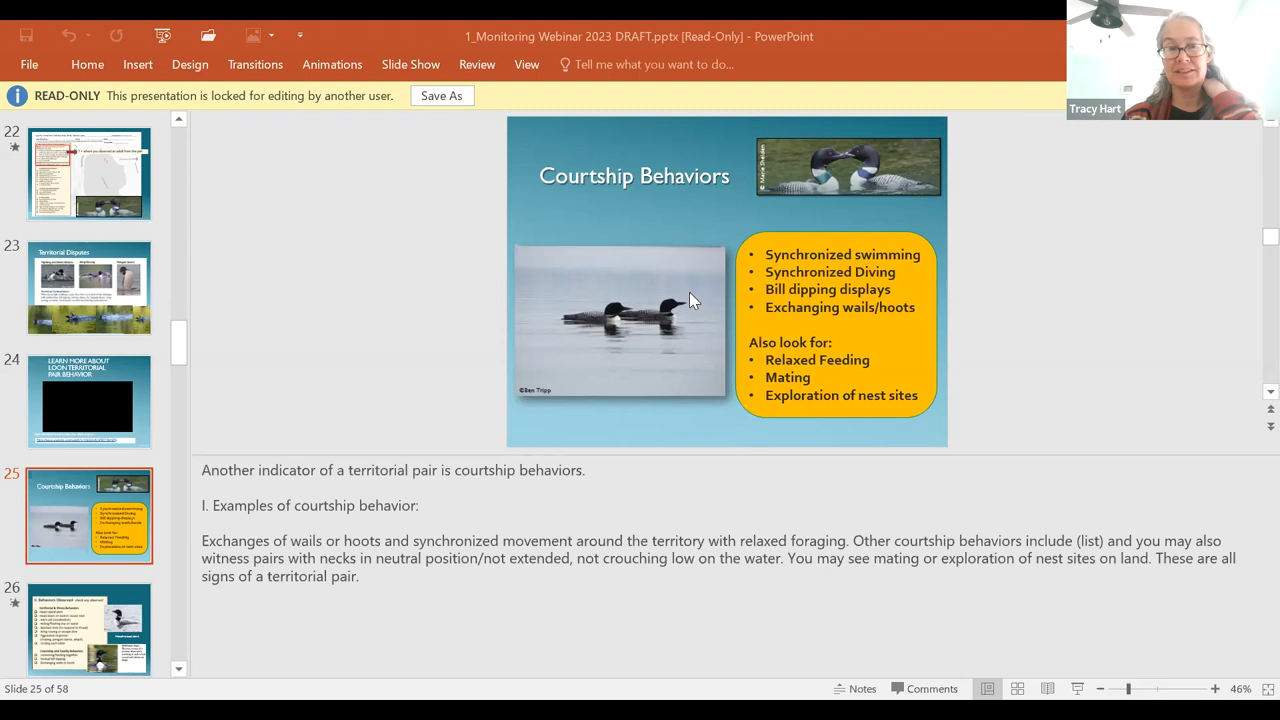 1_Monitoring Webinar 2023 DRAFT.pptx [Read-Only] - PowerPoint
File Home Insert Design Transitions Animations Slide Show Review View Tell me what you want to do...
Tracy Hart
READ-ONLY This presentation is locked for editing by another user. Save As
22
23
Territorial Disputes
24
LEARN MORE ABOUT
LOON TERRITORIAL
PAIR BEHAVIOR
25
Courtship Behaviors
26
Courtship Behaviors
• Synchronized swimming
• Synchronized Diving
• Bill dipping displays
• Exchanging wails/hoots
Also look for:
• Relaxed Feeding
• Mating
• Exploration of nest sites
©Ben Tripp
Another indicator of a territorial pair is courtship behaviors.
I. Examples of courtship behavior:
Exchanges of wails or hoots and synchronized movement around the territory with relaxed foraging. Other courtship behaviors include (list) and you may also
witness pairs with necks in neutral position/not extended, not crouching low on the water. You may see mating or exploration of nest sites on land. These are all
signs of a territorial pair.
Slide 25 of 58
Notes Comments 46%